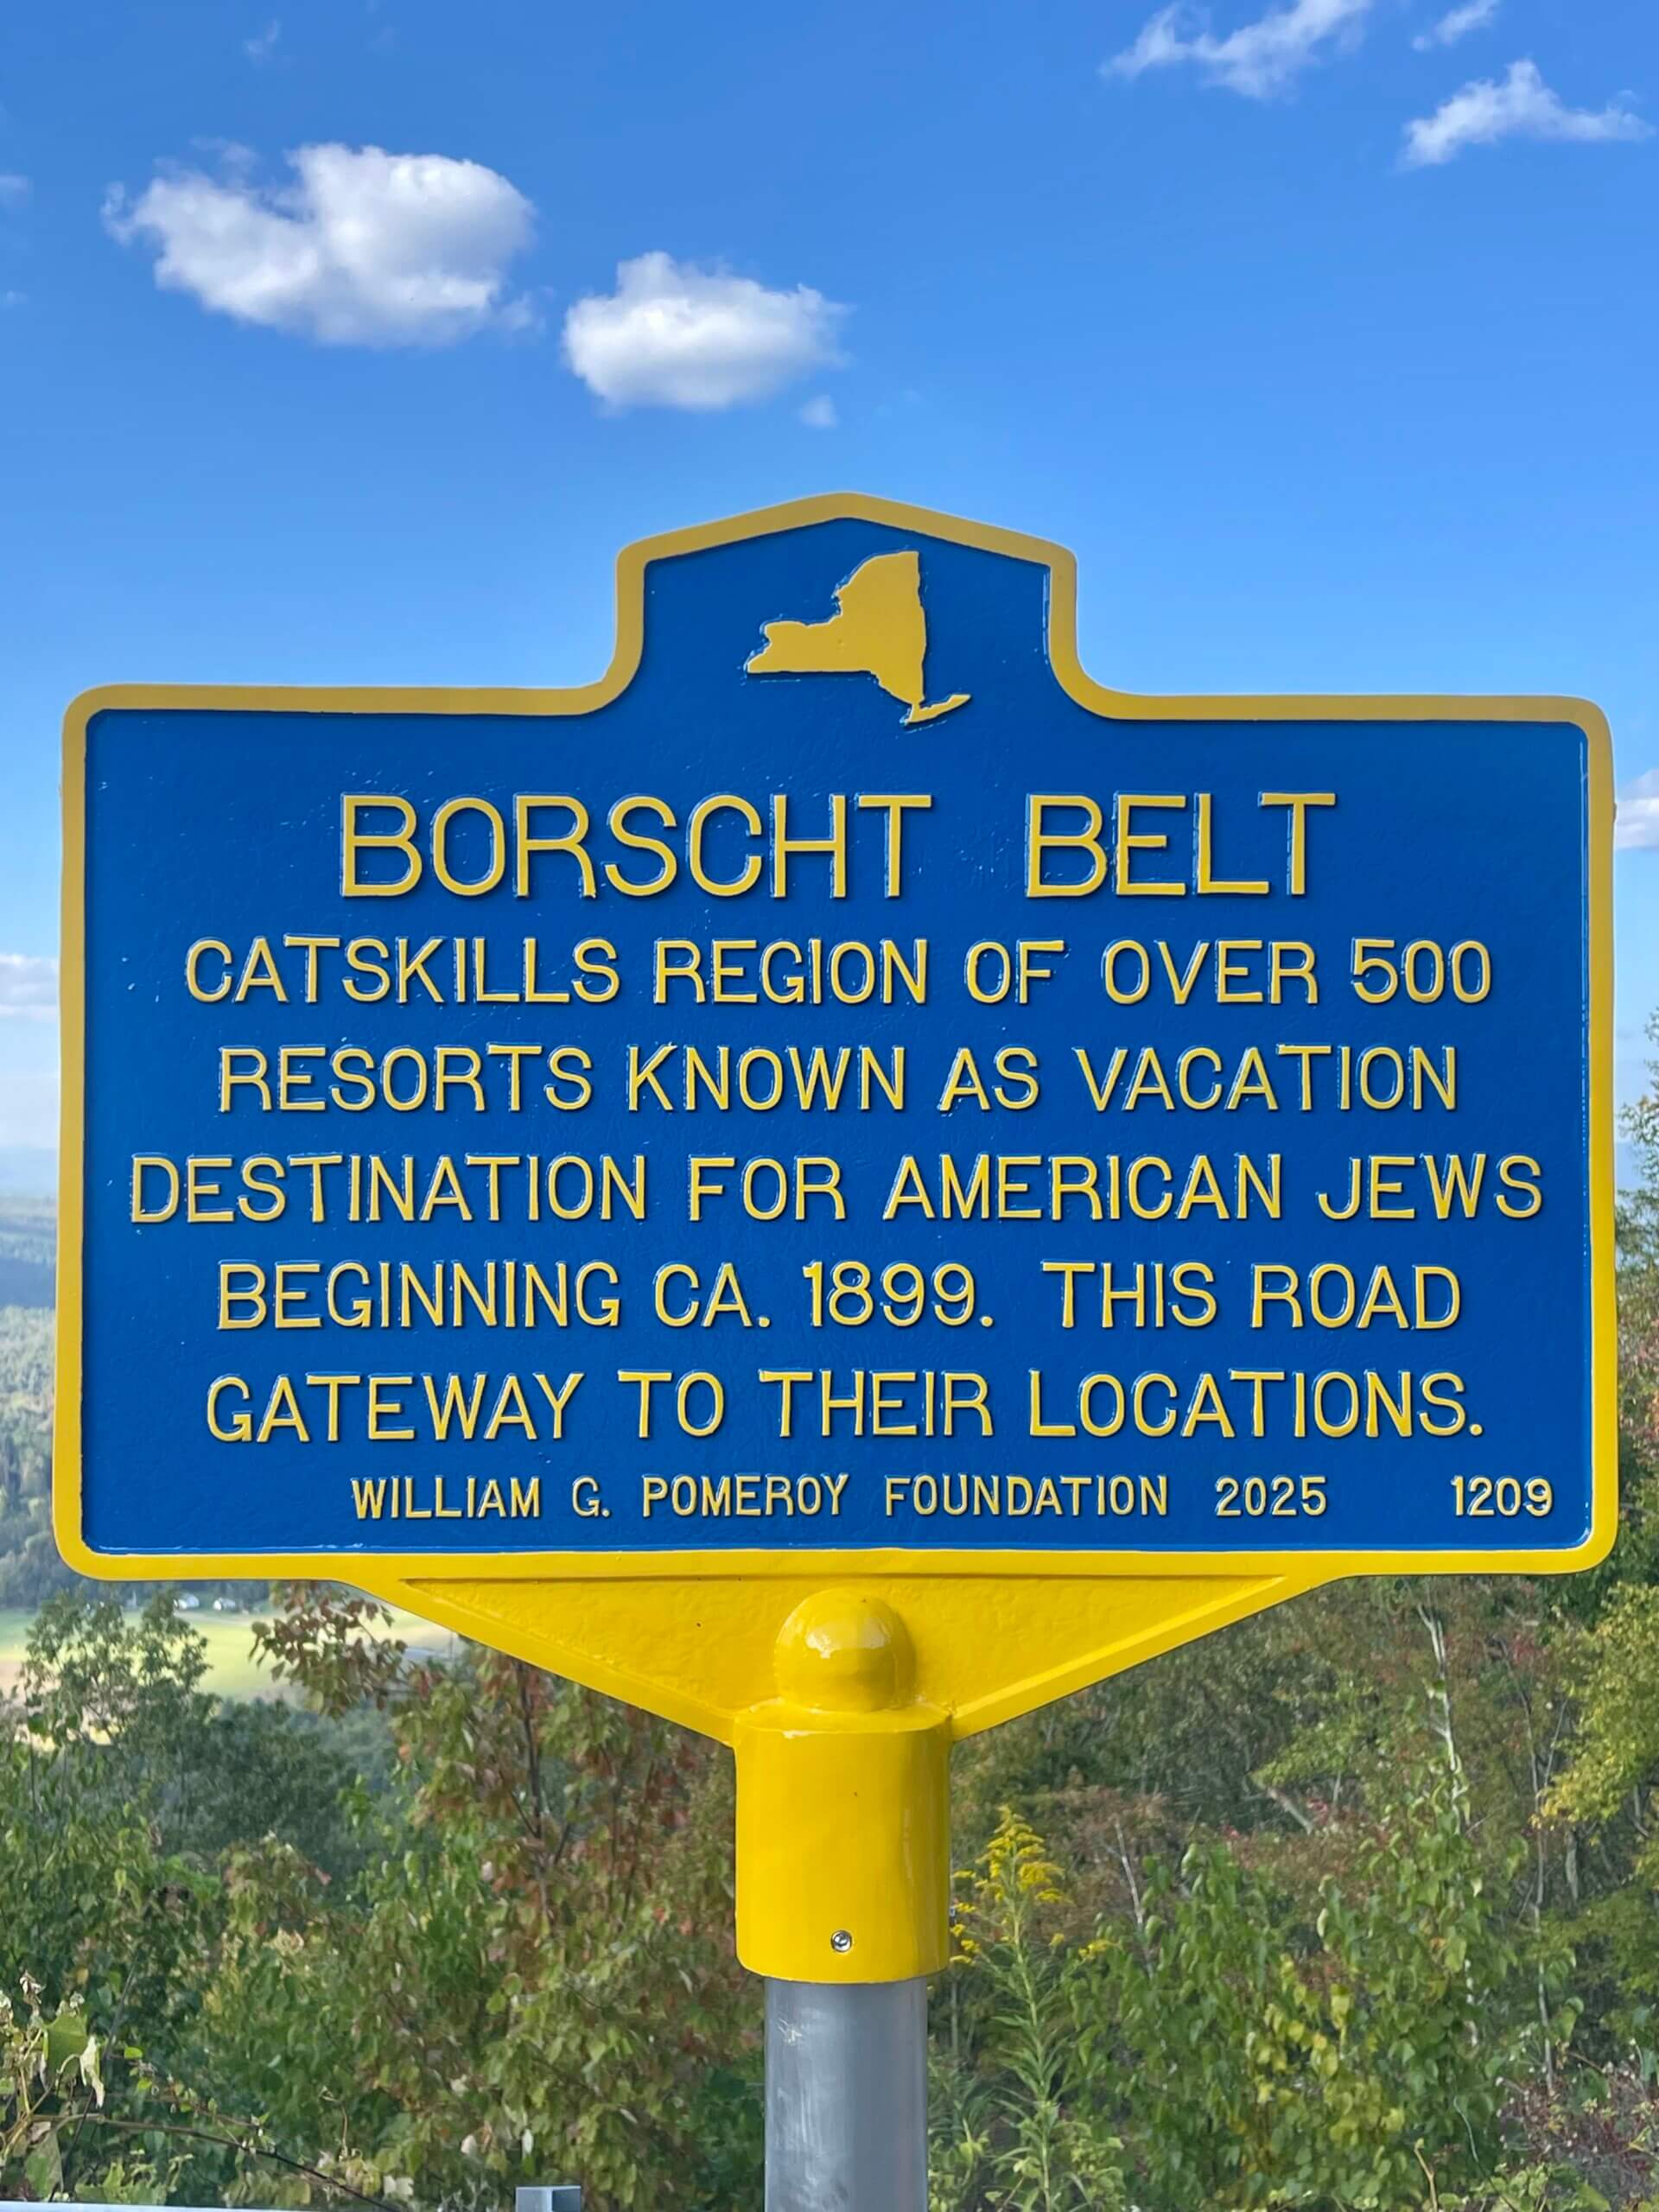 BORSCHT BELT
CATSKILLS REGION OF OVER 500
RESORTS KNOWN AS VACATION
DESTINATION FOR AMERICAN JEWS
BEGINNING CA. 1899. THIS ROAD
GATEWAY TO THEIR LOCATIONS.
WILLIAM G. POMEROY FOUNDATION 2025 1209